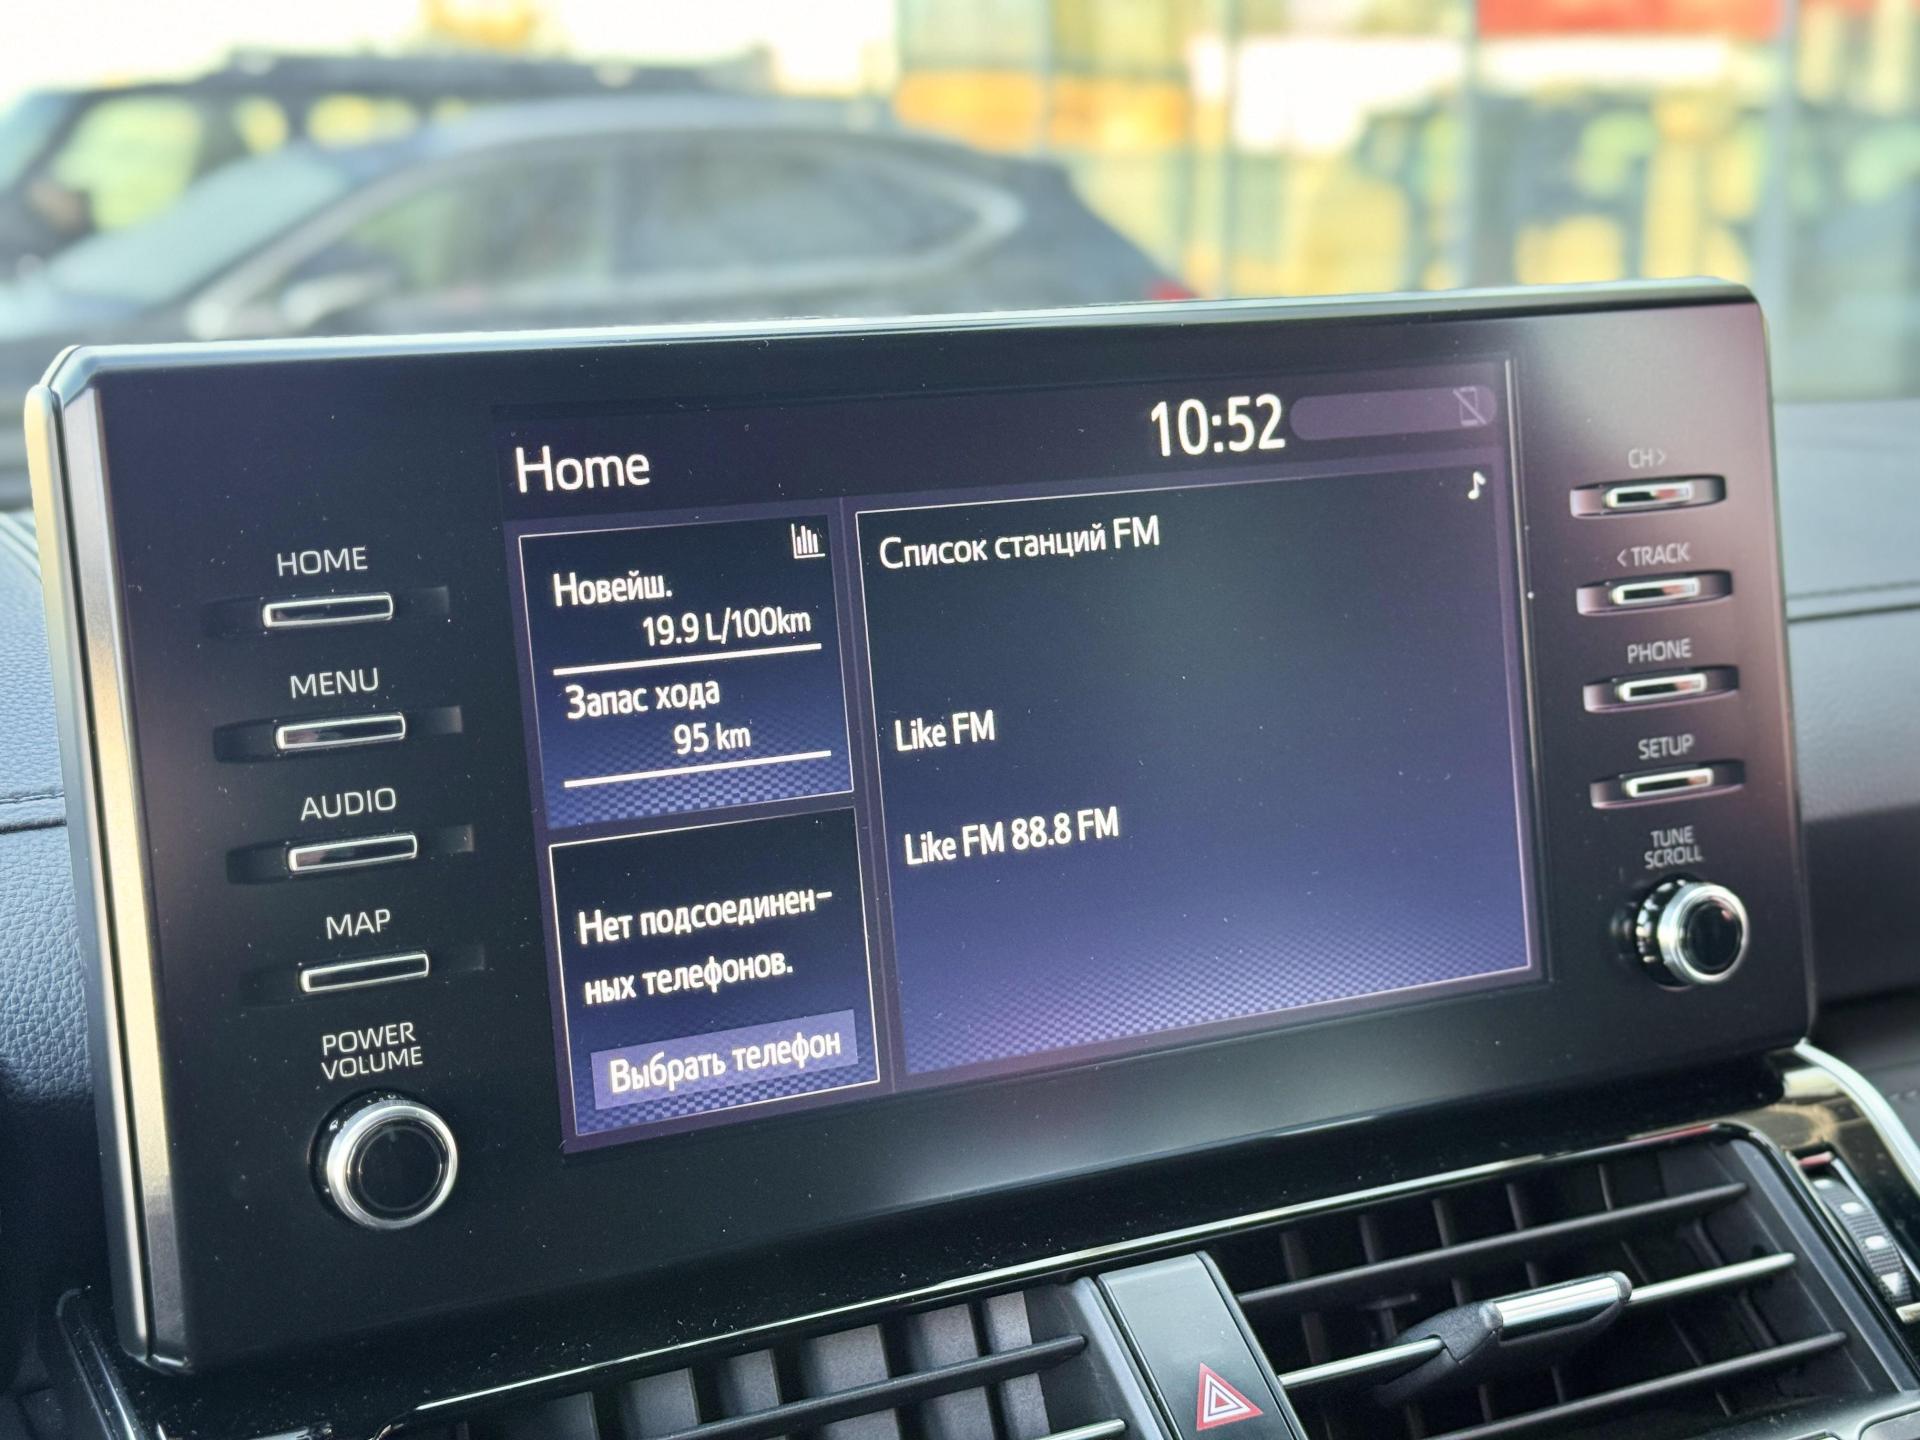 Home
10:52
Новейш.
19.9 L/100km
Запас хода
95 km
Нет подсоединен-
ных телефонов.
Выбрать телефон
Список станций FM
Like FM
Like FM 88.8 FM
HOME
MENU
AUDIO
MAP
POWER
VOLUME
CH >
< TRACK
PHONE
SETUP
TUNE
SCROLL